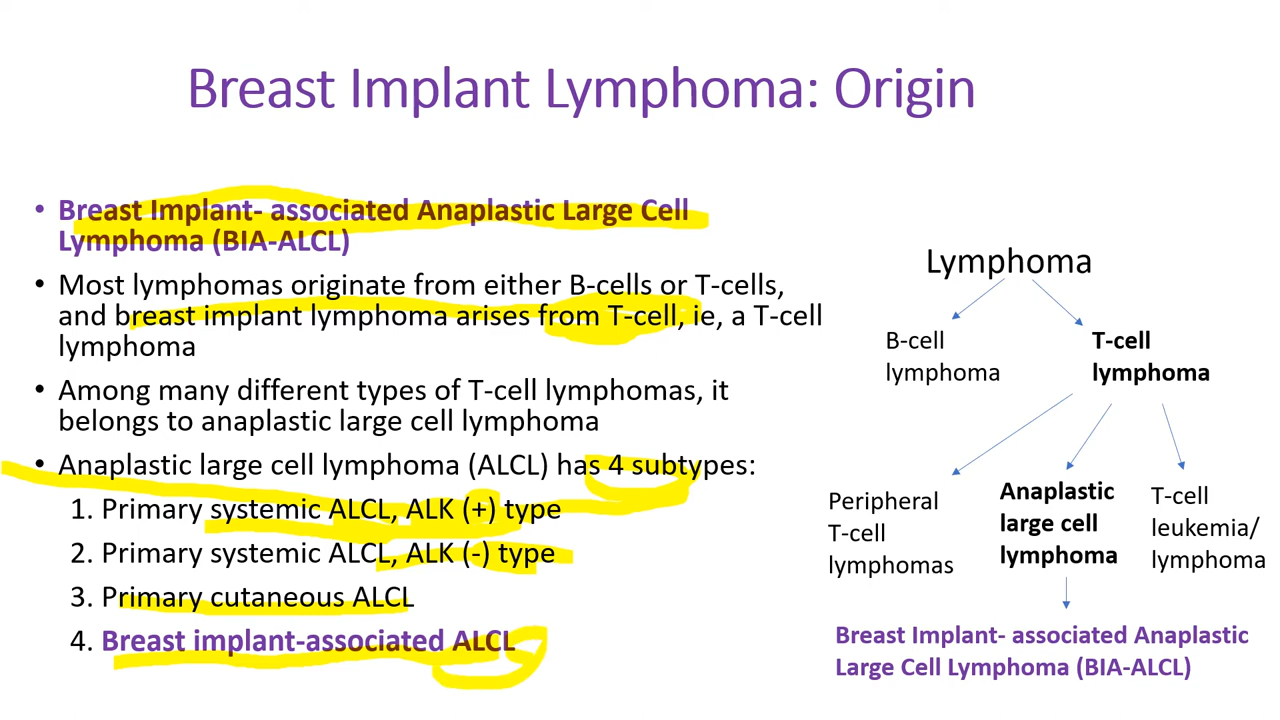 Breast Implant Lymphoma: Origin
• Breast Implant- associated Anaplastic Large Cell
Lymphoma (BIA-ALCL)
• Most lymphomas originate from either B-cells or T-cells,
and breast implant lymphoma arises from T-cell, ie, a T-cell
lymphoma
• Among many different types of T-cell lymphomas, it
belongs to anaplastic large cell lymphoma
• Anaplastic large cell lymphoma (ALCL) has 4 subtypes:
1. Primary systemic ALCL, ALK (+) type
2. Primary systemic ALCL, ALK (-) type
3. Primary cutaneous ALCL
4. Breast implant-associated ALCL
Lymphoma
B-cell
lymphoma
T-cell
lymphoma
Peripheral
T-cell
lymphomas
Anaplastic
large cell
lymphoma
T-cell
leukemia/
lymphoma
Breast Implant- associated Anaplastic
Large Cell Lymphoma (BIA-ALCL)